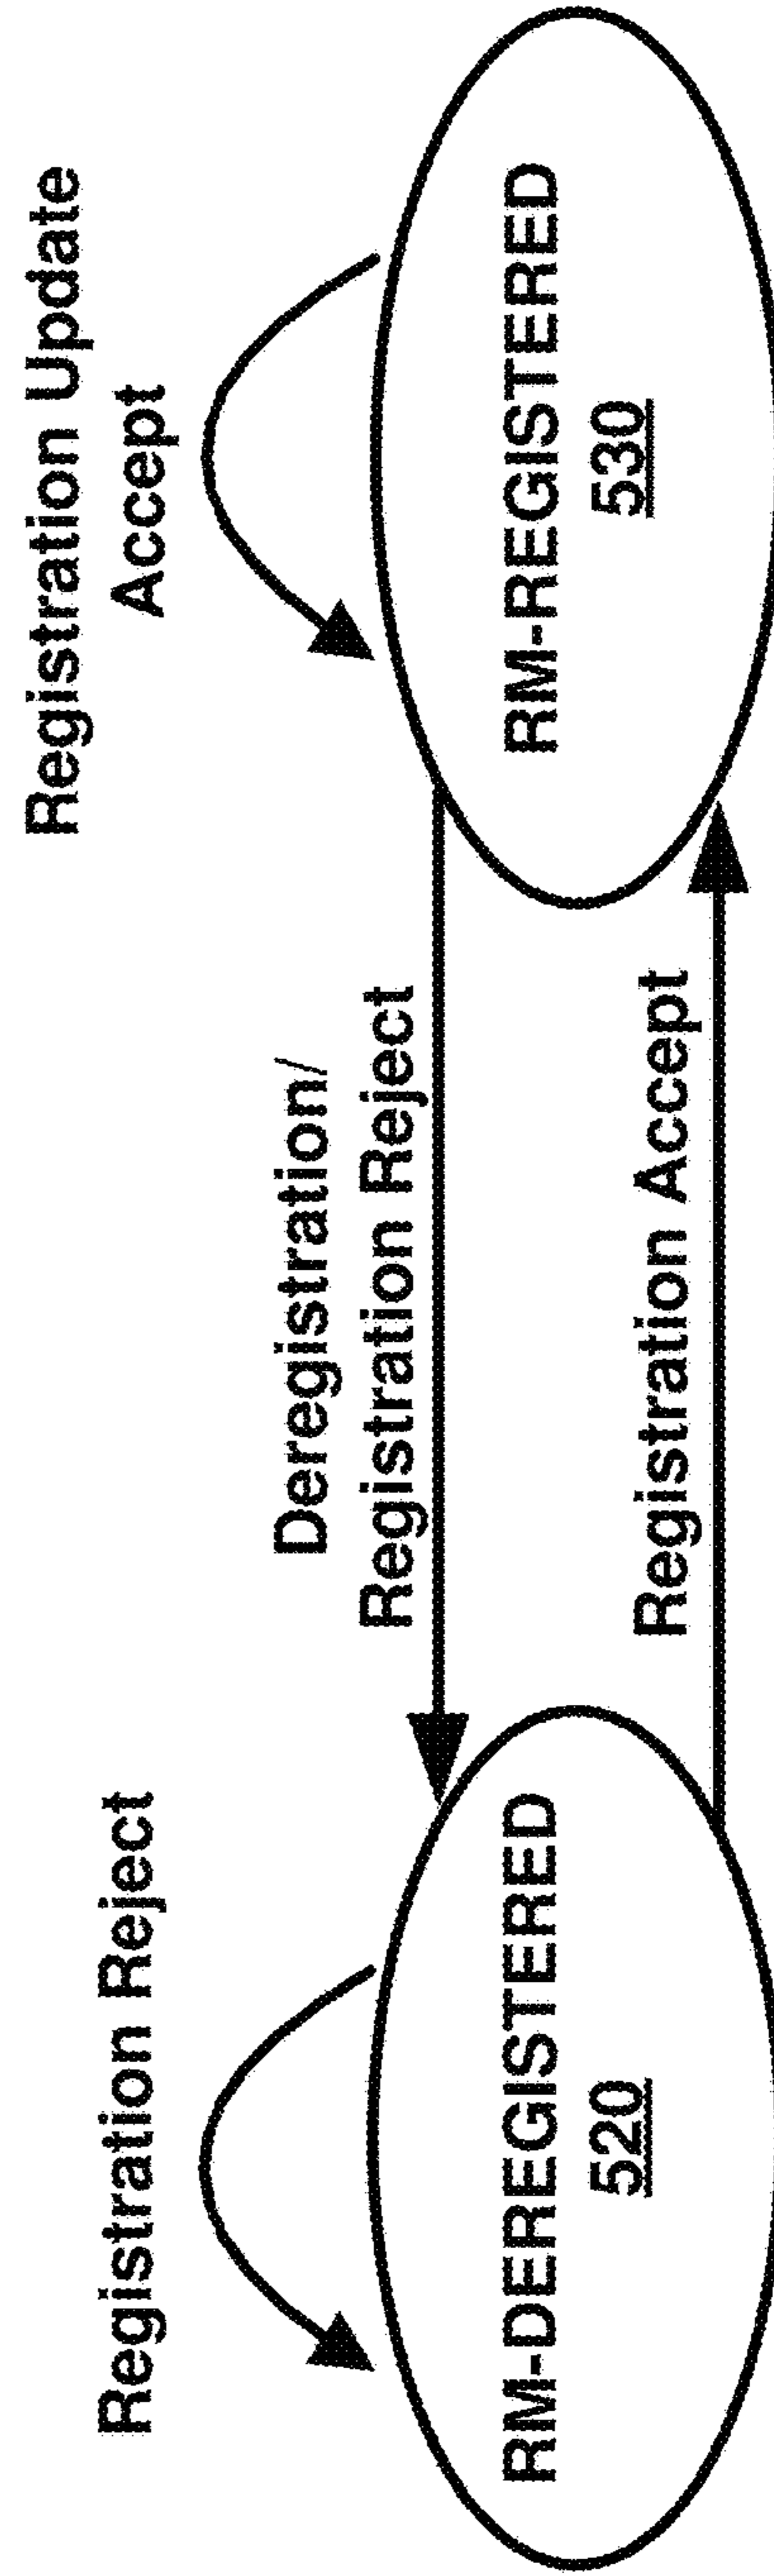 Registration Reject
RM-DEREGISTERED
520
Deregistration/
Registration Reject
Registration Accept
Registration Update
Accept
RM-REGISTERED
530